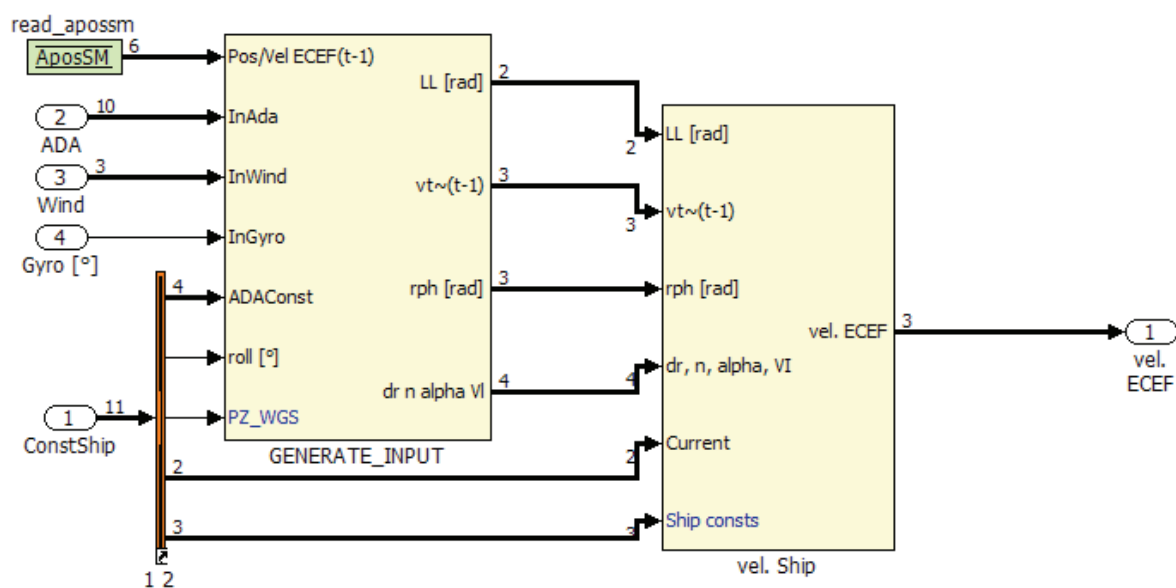 read_apossm
AposSM
6
Pos/Vel ECEF(t-1)
LL [rad]
2
10
2
InAda
ADA
LL [rad]
2
3
3
InWind
Wind
vt~(t-1)
3
vt~(t-1)
3
4
InGyro
Gyro [°]
4
ADAConst
rph [rad]
3
rph [rad]
vel. ECEF
3
1
vel.
ECEF
roll [°]
dr n alpha Vl
4
4
dr, n, alpha, VI
11
1
PZ_WGS
ConstShip
GENERATE_INPUT
2
2
Current
3
3
Ship consts
vel. Ship
1 2